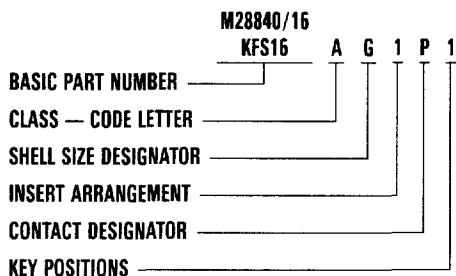 M28840/16
KFS16 A G 1 P 1
BASIC PART NUMBER
CLASS — CODE LETTER
SHELL SIZE DESIGNATOR
INSERT ARRANGEMENT
CONTACT DESIGNATOR
KEY POSITIONS